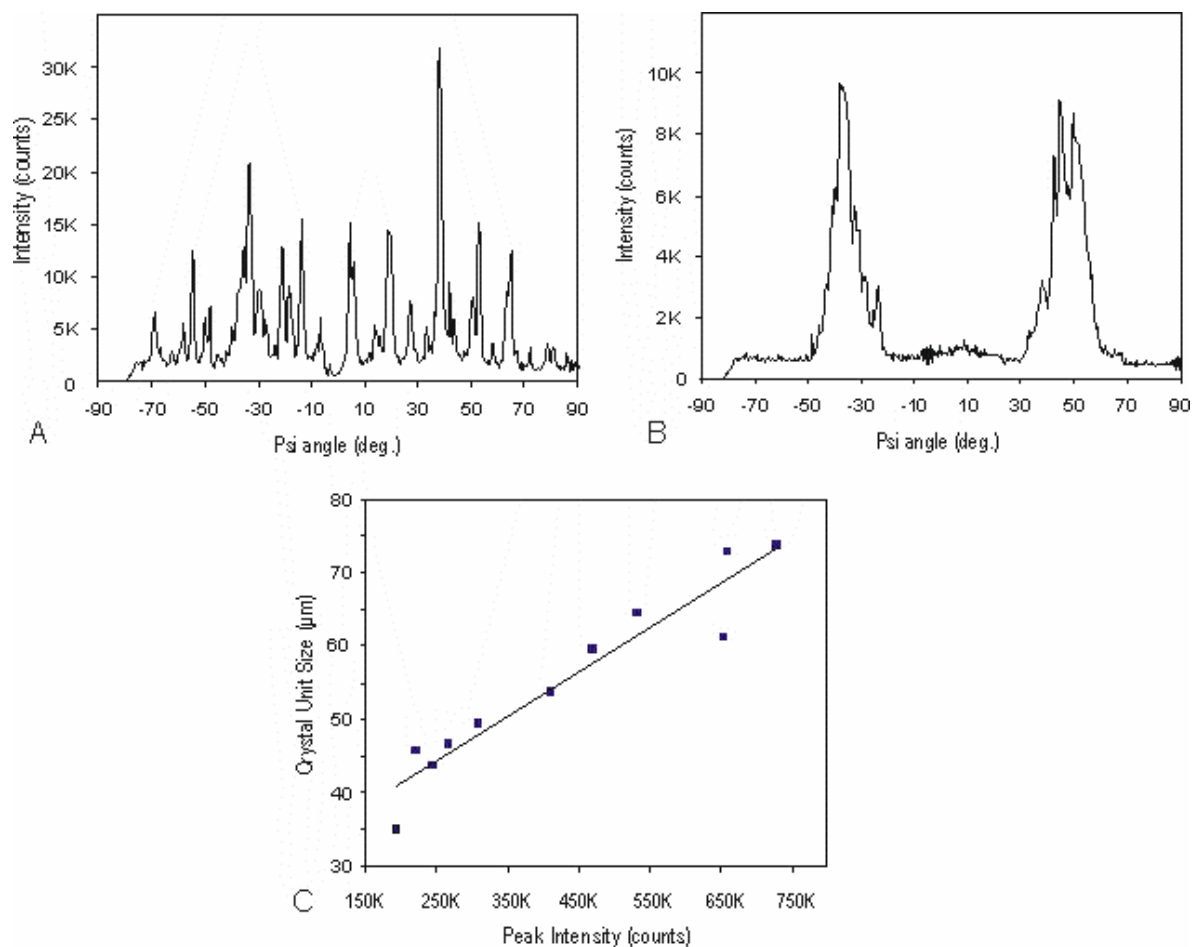 Intensity (counts)
30K
25K
20K
15K
10K
5K
0
-90 -70 -50 -30 -10 10 30 50 70 90
Psi angle (deg.)
A
Intensity (counts)
10K
8K
6K
4K
2K
0
-90 -70 -50 -30 -10 10 30 50 70 90
Psi angle (deg.)
B
Crystal Unit Size (µm)
80
70
60
50
40
30
150K 250K 350K 450K 550K 650K 750K
Peak Intensity (counts)
C